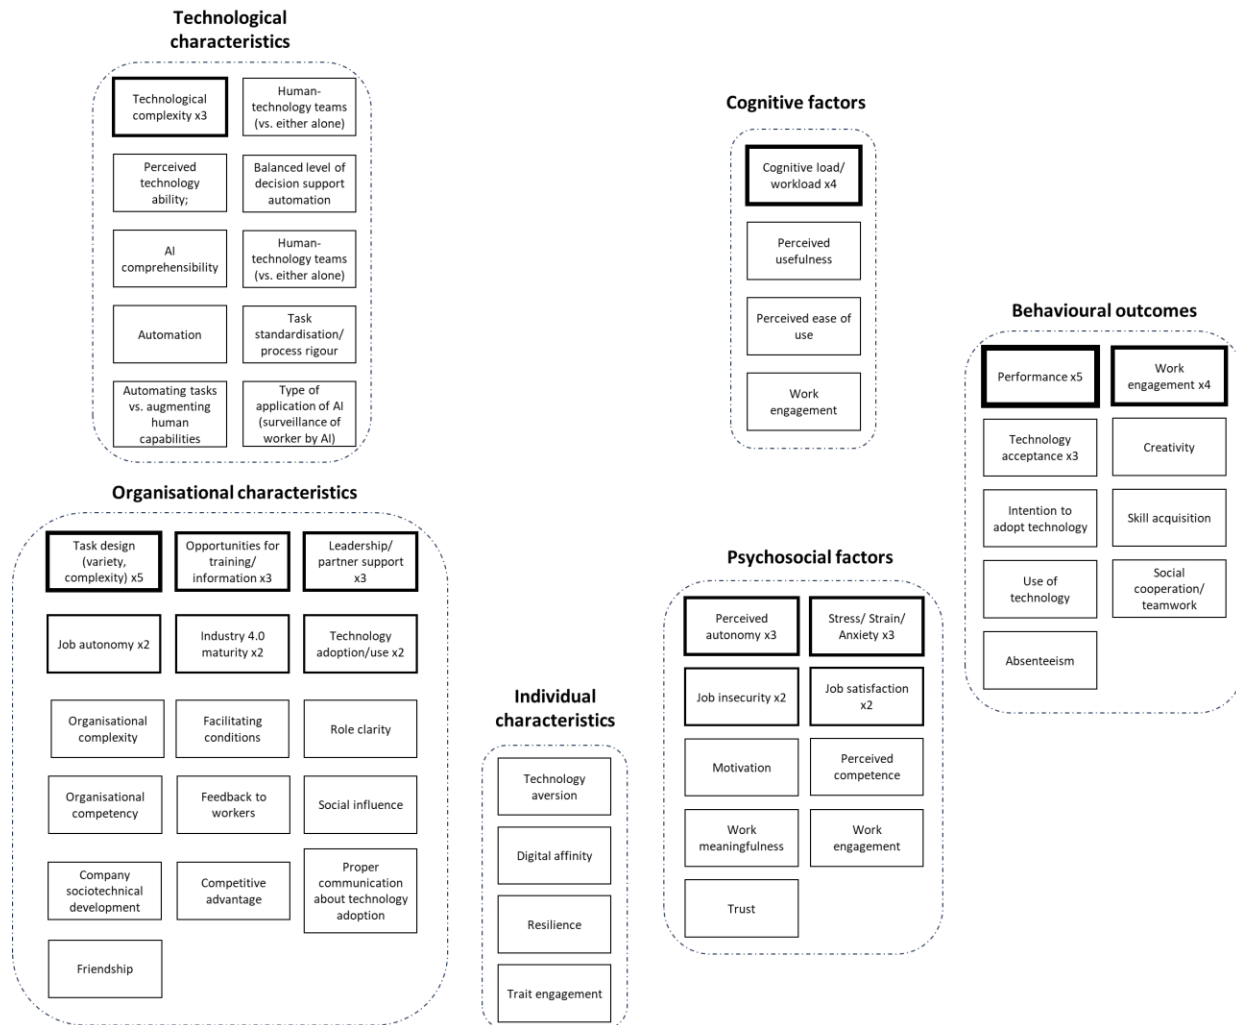 Technological
characteristics
Technological
complexity x3
Human-
technology teams
(vs. either alone)
Perceived
technology
ability;
Balanced level of
decision support
automation
AI
comprehensibility
Human-
technology teams
(vs. either alone)
Automation
Task
standardisation/
process rigour
Automating tasks
vs. augmenting
human
capabilities
Type of
application of AI
(surveillance of
worker by AI)
Organisational characteristics
Task design
(variety,
complexity) x5
Opportunities for
training/
information x3
Leadership/
partner support
x3
Job autonomy x2
Industry 4.0
maturity x2
Technology
adoption/use x2
Organisational
complexity
Facilitating
conditions
Role clarity
Organisational
competency
Feedback to
workers
Social influence
Company
sociotechnical
development
Competitive
advantage
Proper
communication
about technology
adoption
Friendship
Individual
characteristics
Technology
aversion
Digital affinity
Resilience
Trait engagement
Cognitive factors
Cognitive load/
workload x4
Perceived
usefulness
Perceived ease of
use
Work
engagement
Psychosocial factors
Perceived
autonomy x3
Stress/ Strain/
Anxiety x3
Job insecurity x2
Job satisfaction
x2
Motivation
Perceived
competence
Work
meaningfulness
Work
engagement
Trust
Behavioural outcomes
Performance x5
Work
engagement x4
Technology
acceptance x3
Creativity
Intention to
adopt technology
Skill acquisition
Use of
technology
Social
cooperation/
teamwork
Absenteeism